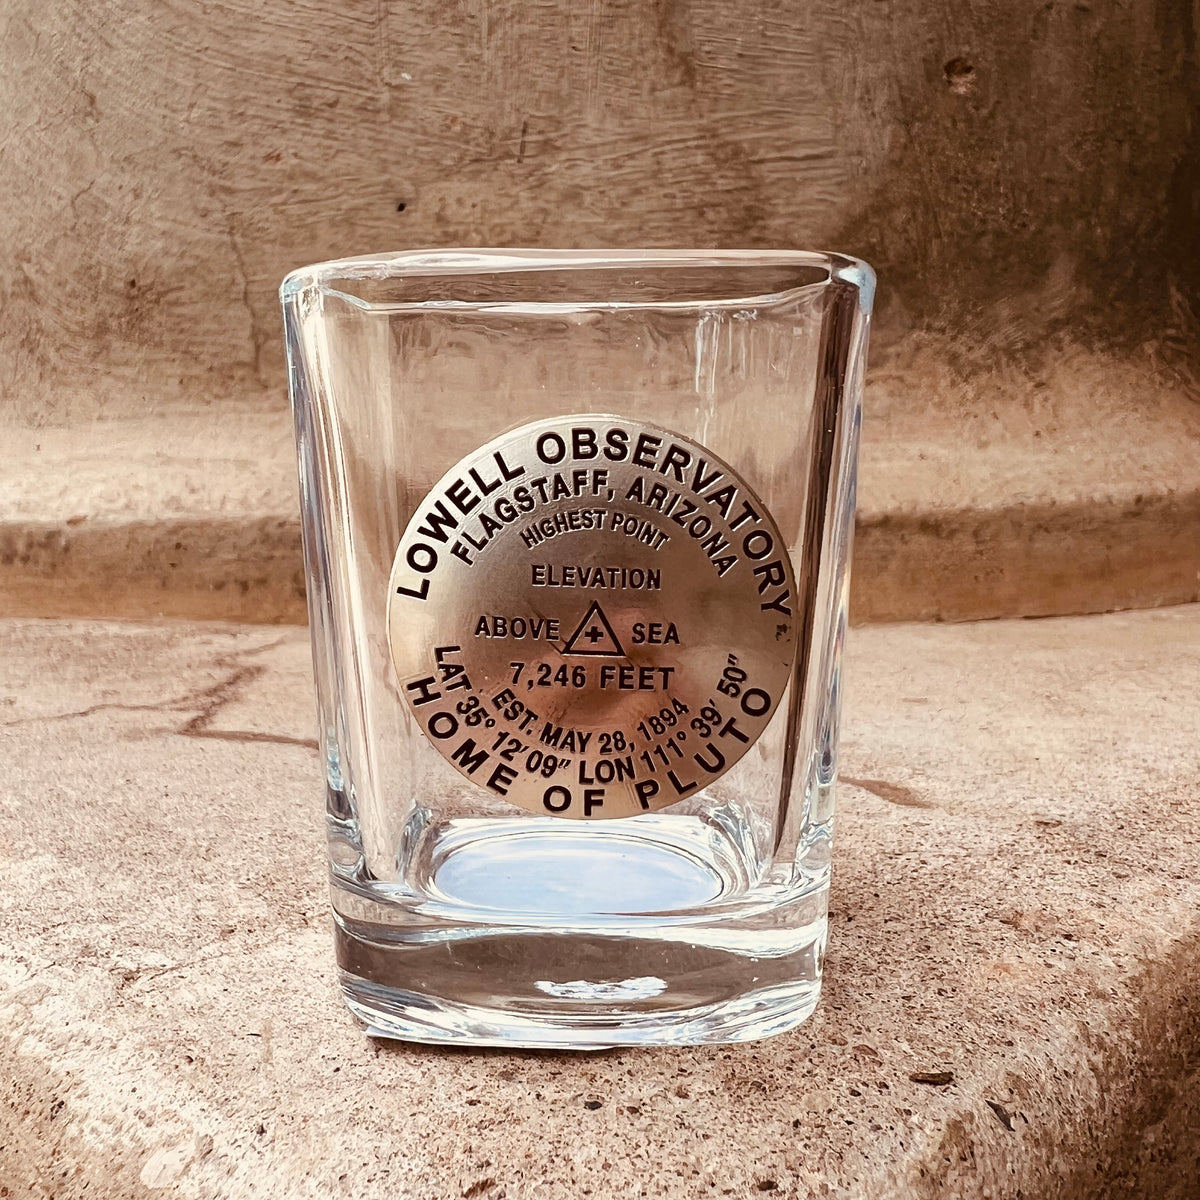 LOWELL OBSERVATORY
FLAGSTAFF, ARIZONA
HIGHEST POINT
ELEVATION
ABOVE SEA
7,246 FEET
EST. MAY 28, 1894
LAT 35° 12' 09" LON 111° 39' 50"
HOME OF PLUTO